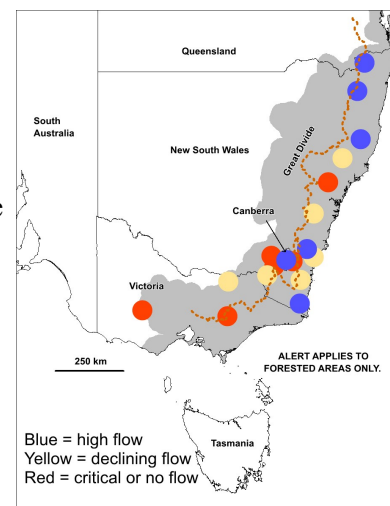 Queensland
South
Australia
New South Wales
Great Divide
Canberra
Victoria
250 km
ALERT APPLIES TO
FORESTED AREAS ONLY.
Tasmania
Blue = high flow
Yellow = declining flow
Red = critical or no flow